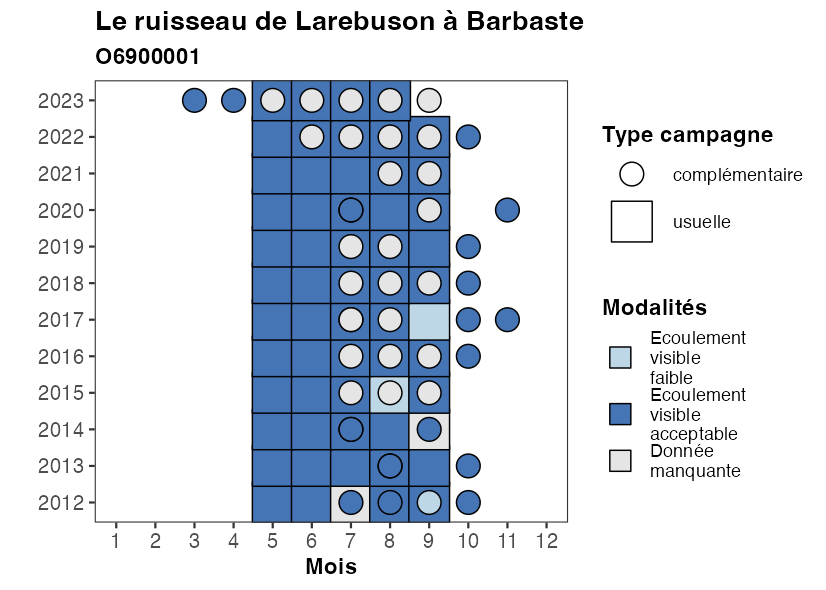 Le ruisseau de Larebuson à Barbaste
O6900001
2023
2022
2021
2020
2019
2018
2017
2016
2015
2014
2013
2012
1 2 3 4 5 6 7 8 9 10 11 12
Mois
Type campagne
complémentaire
usuelle
Modalités
Ecoulement
visible
faible
Ecoulement
visible
acceptable
Donnée
manquante